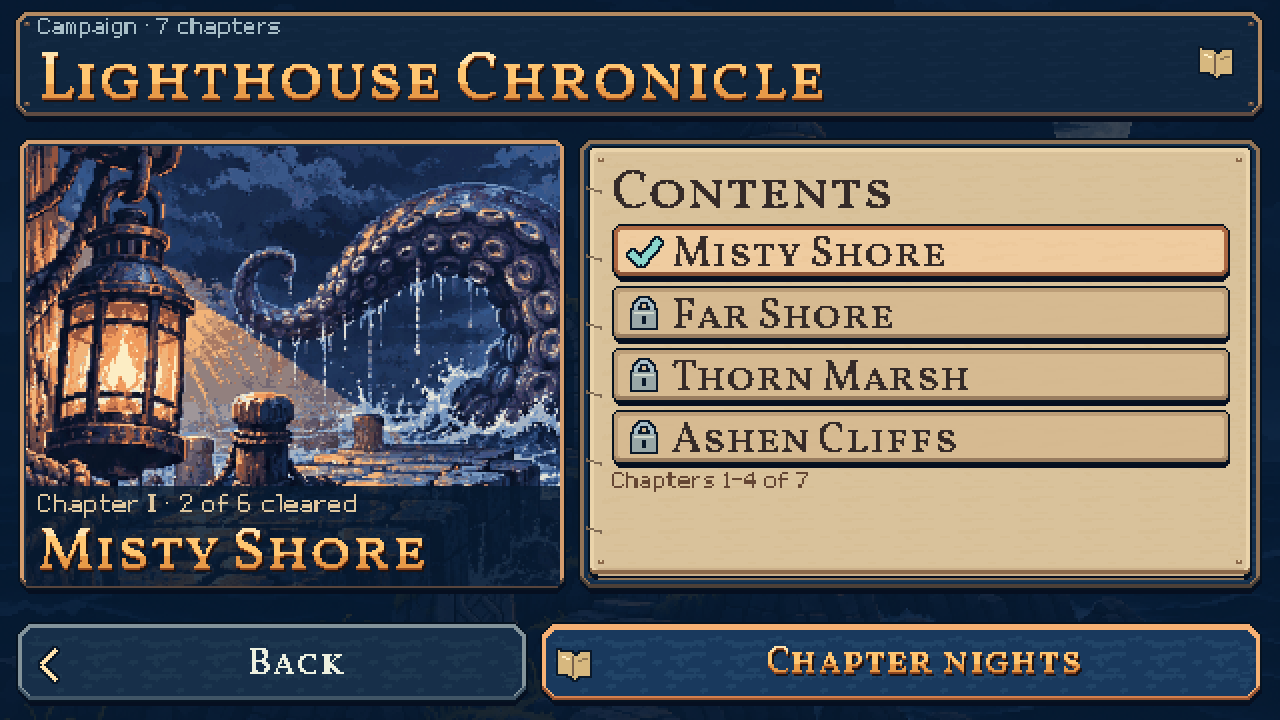 Campaign · 7 chapters
Lighthouse Chronicle
Chapter I · 2 of 6 cleared
Misty Shore
Contents
Misty Shore
Far Shore
Thorn Marsh
Ashen Cliffs
Chapters 1-4 of 7
Back
Chapter nights